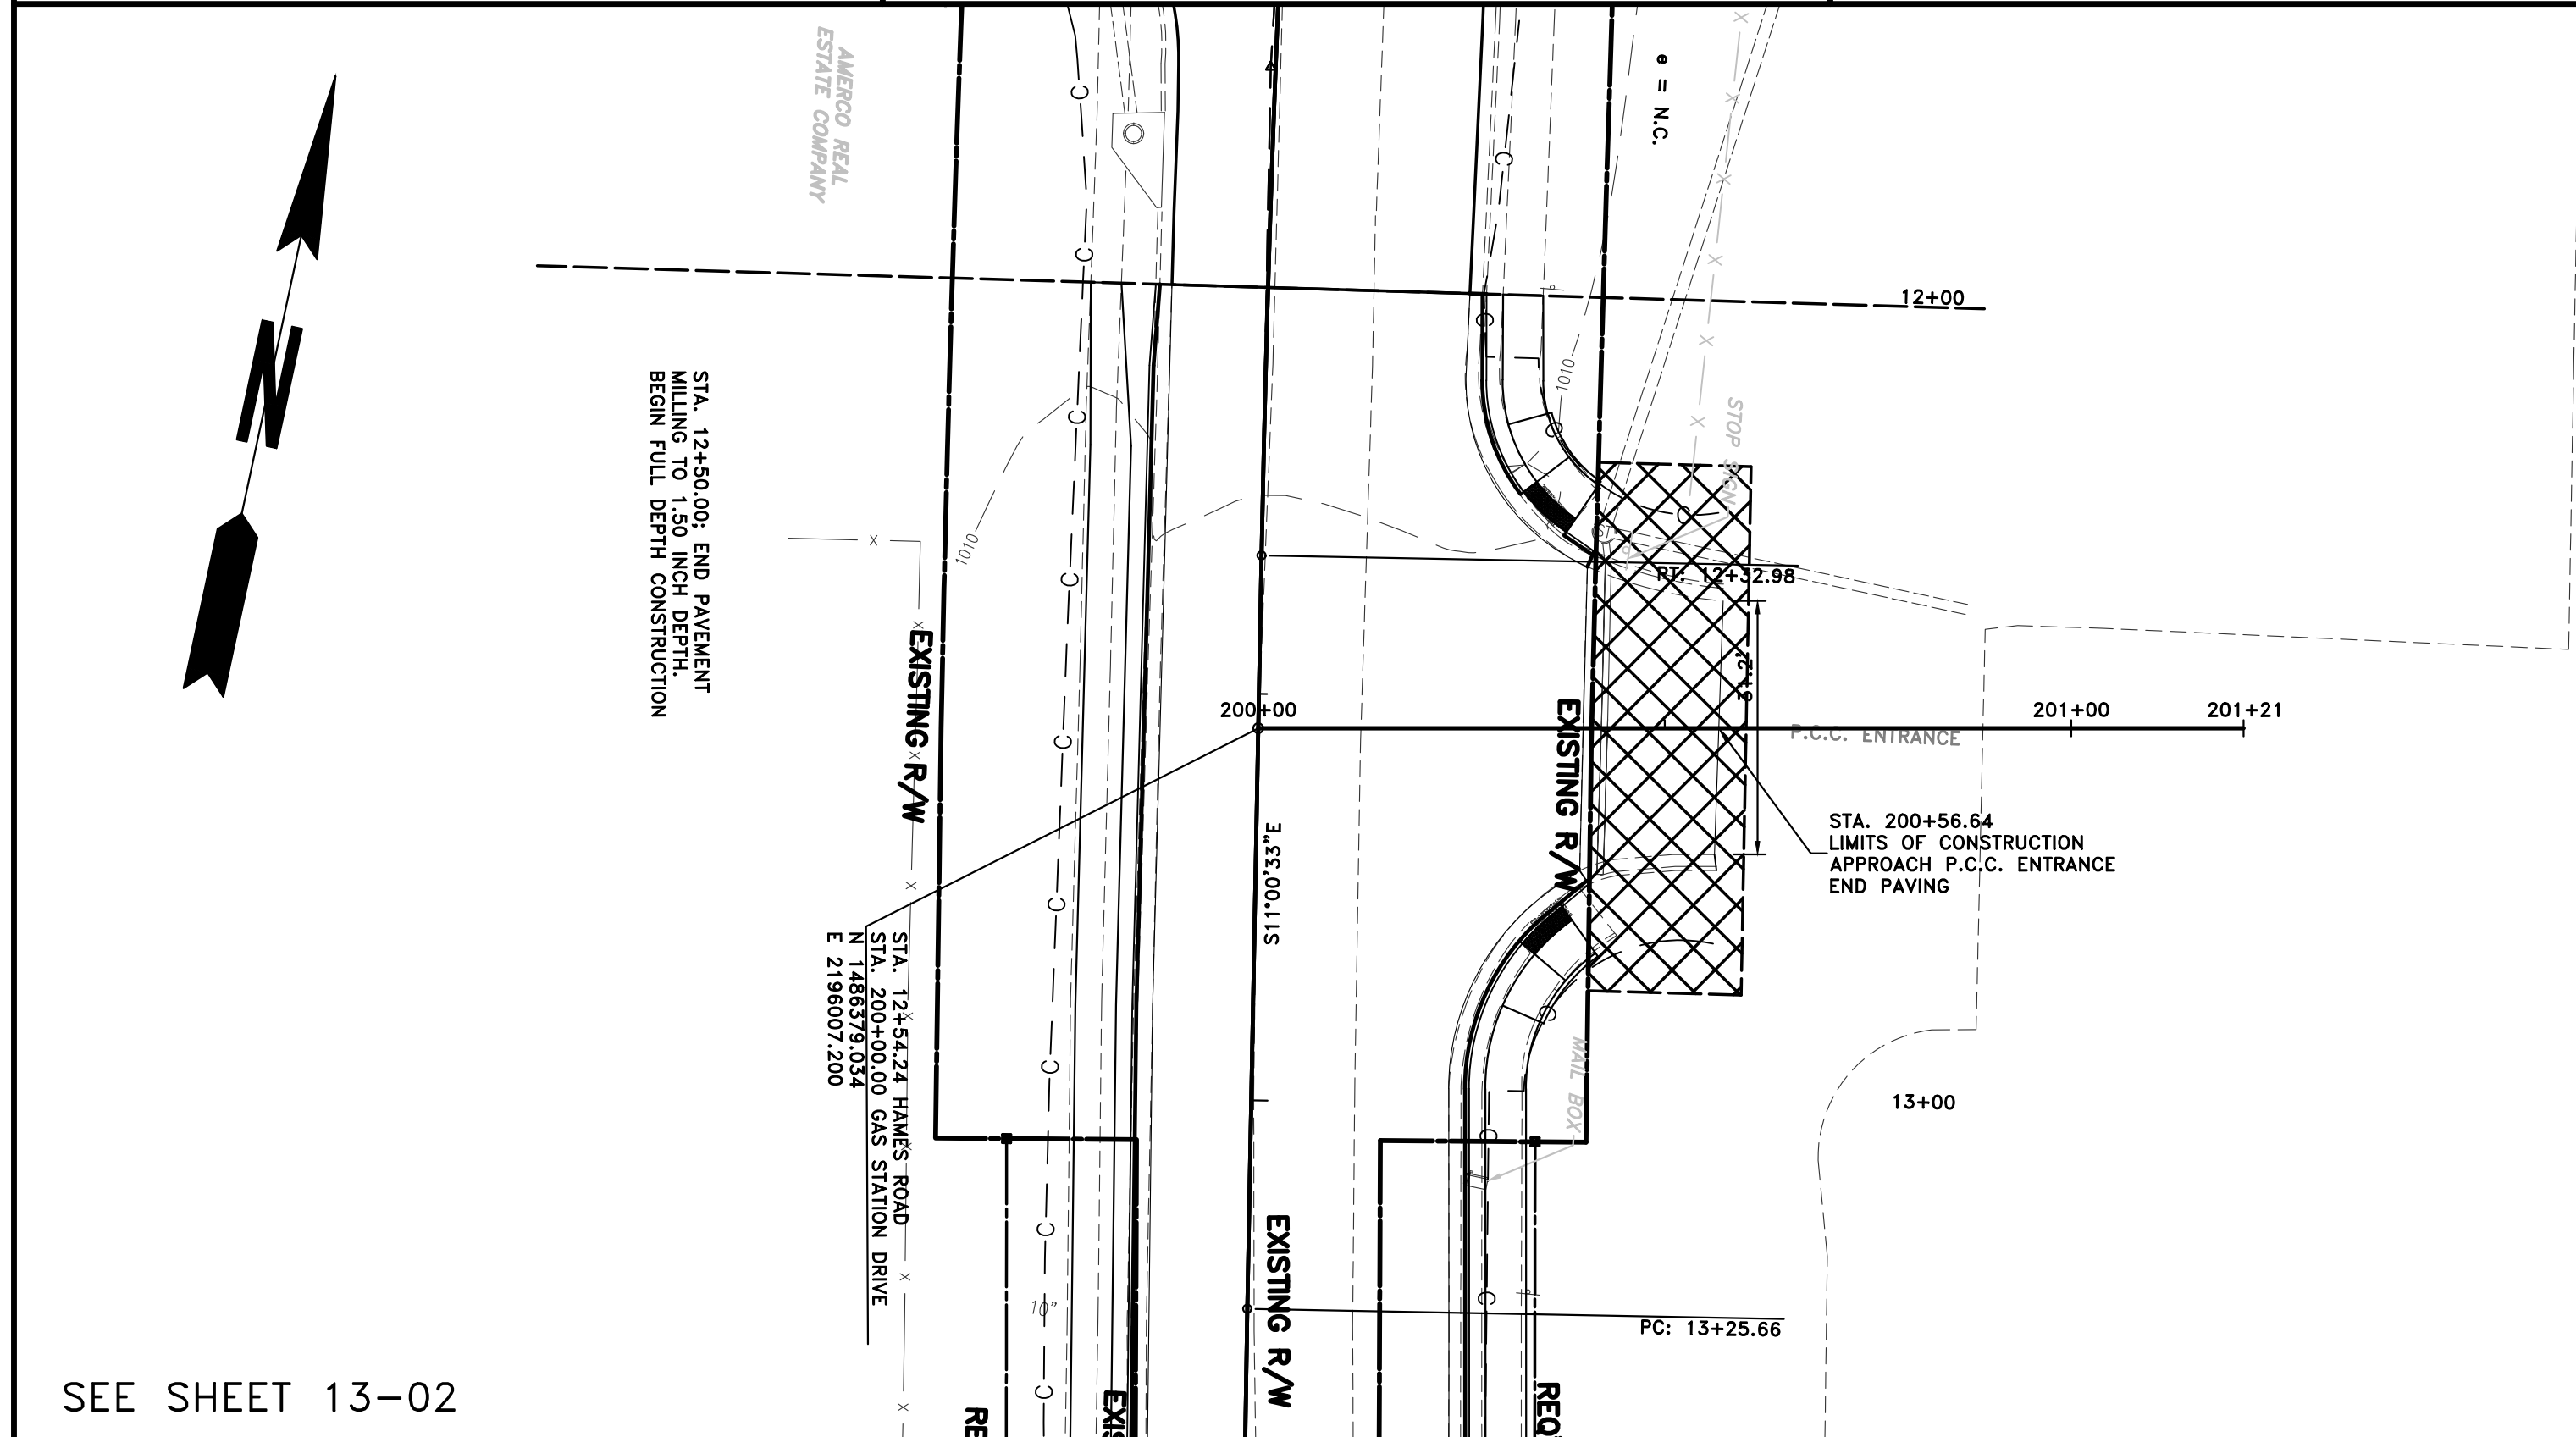 AMERCO REAL
ESTATE COMPANY
e = N.C.
C
C
C
C
C
C
C
12+00
N
STA. 12+50.00; END PAVEMENT
MILLING TO 1.50 INCH DEPTH.
BEGIN FULL DEPTH CONSTRUCTION
1010
1010
STOP SIGN
PT: 12+32.98
31.2'
EXISTING R/W
EXISTING R/W
200+00
201+00
201+21
P.C.C. ENTRANCE
S11°00'33"E
STA. 200+56.64
LIMITS OF CONSTRUCTION
APPROACH P.C.C. ENTRANCE
END PAVING
STA. 12+54.24 HAMES ROAD
STA. 200+00.00 GAS STATION DRIVE
N 1486379.034
E 2196007.200
MAIL BOX
13+00
EXISTING R/W
10"
PC: 13+25.66
SEE SHEET 13-02